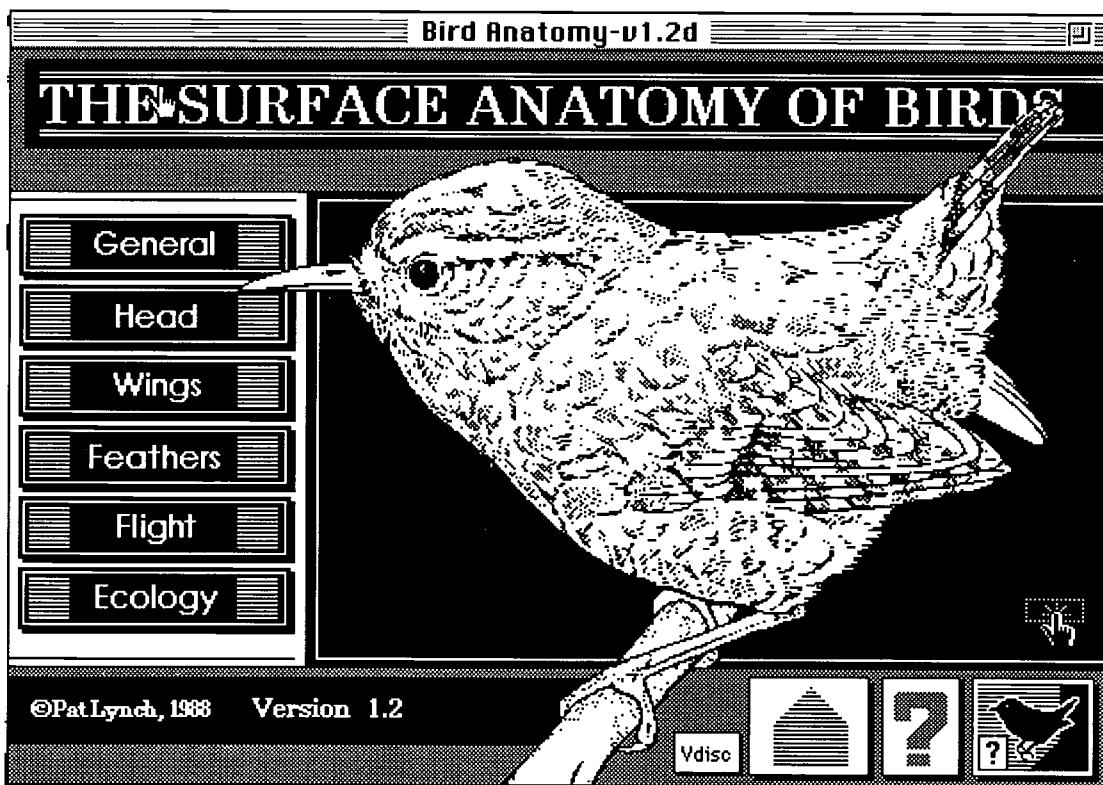 Bird Anatomy-v1.2d
THE SURFACE ANATOMY OF BIRDS
General
Head
Wings
Feathers
Flight
Ecology
©Pat Lynch, 1988 Version 1.2
Vdisc
?
?